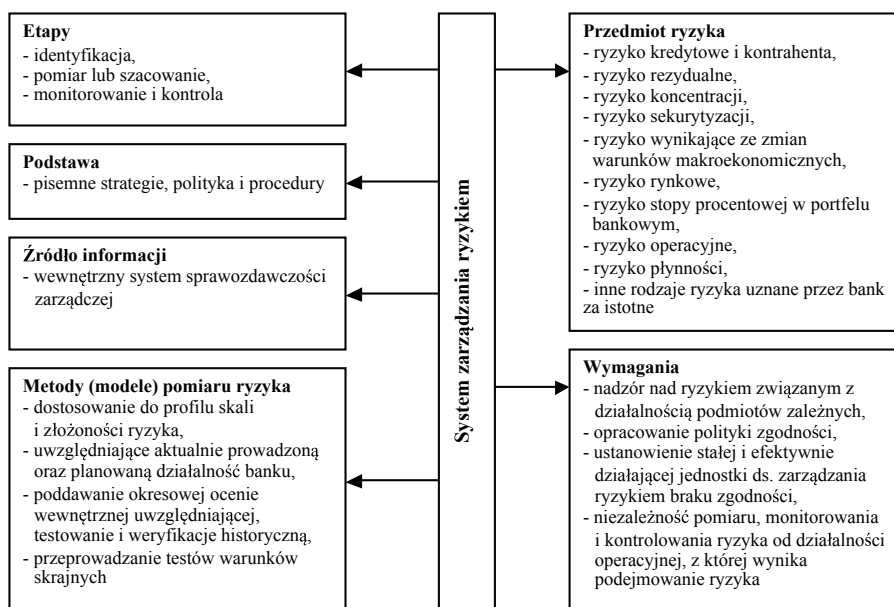 Etapy
- identyfikacja,
- pomiar lub szacowanie,
- monitorowanie i kontrola
Podstawa
- pisemne strategie, polityka i procedury
Źródło informacji
- wewnętrzny system sprawozdawczości
zarządczej
Metody (modele) pomiaru ryzyka
- dostosowanie do profilu skali
i złożoności ryzyka,
- uwzględniające aktualnie prowadzoną
oraz planowaną działalność banku,
- poddawanie okresowej ocenie
wewnętrznej uwzględniającej,
testowanie i weryfikacje historyczną,
- przeprowadzanie testów warunków
skrajnych
System zarządzania ryzykiem
Przedmiot ryzyka
- ryzyko kredytowe i kontrahenta,
- ryzyko rezydualne,
- ryzyko koncentracji,
- ryzyko sekurytyzacji,
- ryzyko wynikające ze zmian
warunków makroekonomicznych,
- ryzyko rynkowe,
- ryzyko stopy procentowej w portfelu
bankowym,
- ryzyko operacyjne,
- ryzyko płynności,
- inne rodzaje ryzyka uznane przez bank
za istotne
Wymagania
- nadzór nad ryzykiem związanym z
działalnością podmiotów zależnych,
- opracowanie polityki zgodności,
- ustanowienie stałej i efektywnie
działającej jednostki ds. zarządzania
ryzykiem braku zgodności,
- niezależność pomiaru, monitorowania
i kontrolowania ryzyka od działalności
operacyjnej, z której wynika
podejmowanie ryzyka